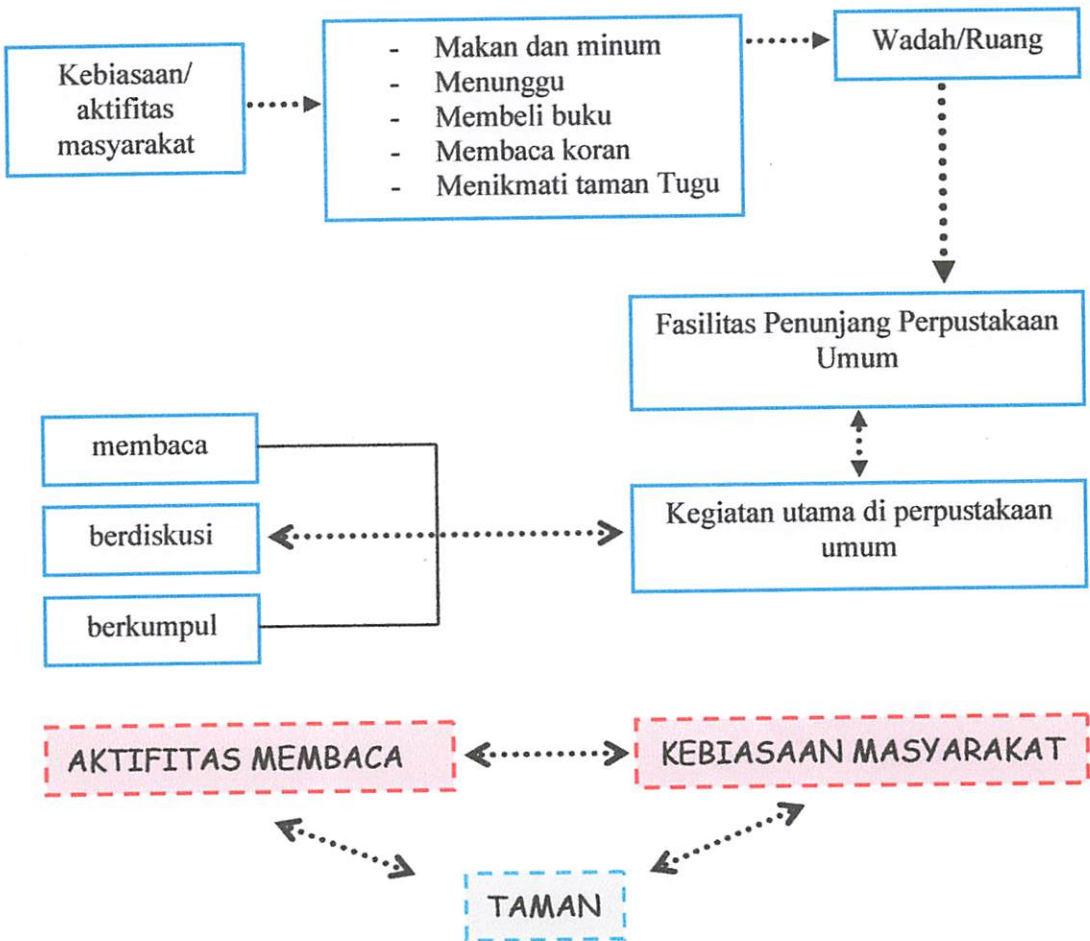 Kebiasaan/
aktifitas
masyarakat
- Makan dan minum
- Menunggu
- Membeli buku
- Membaca koran
- Menikmati taman Tugu
Wadah/Ruang
Fasilitas Penunjang Perpustakaan
Umum
membaca
berdiskusi
berkumpul
Kegiatan utama di perpustakaan
umum
AKTIFITAS MEMBACA
KEBIASAAN MASYARAKAT
TAMAN